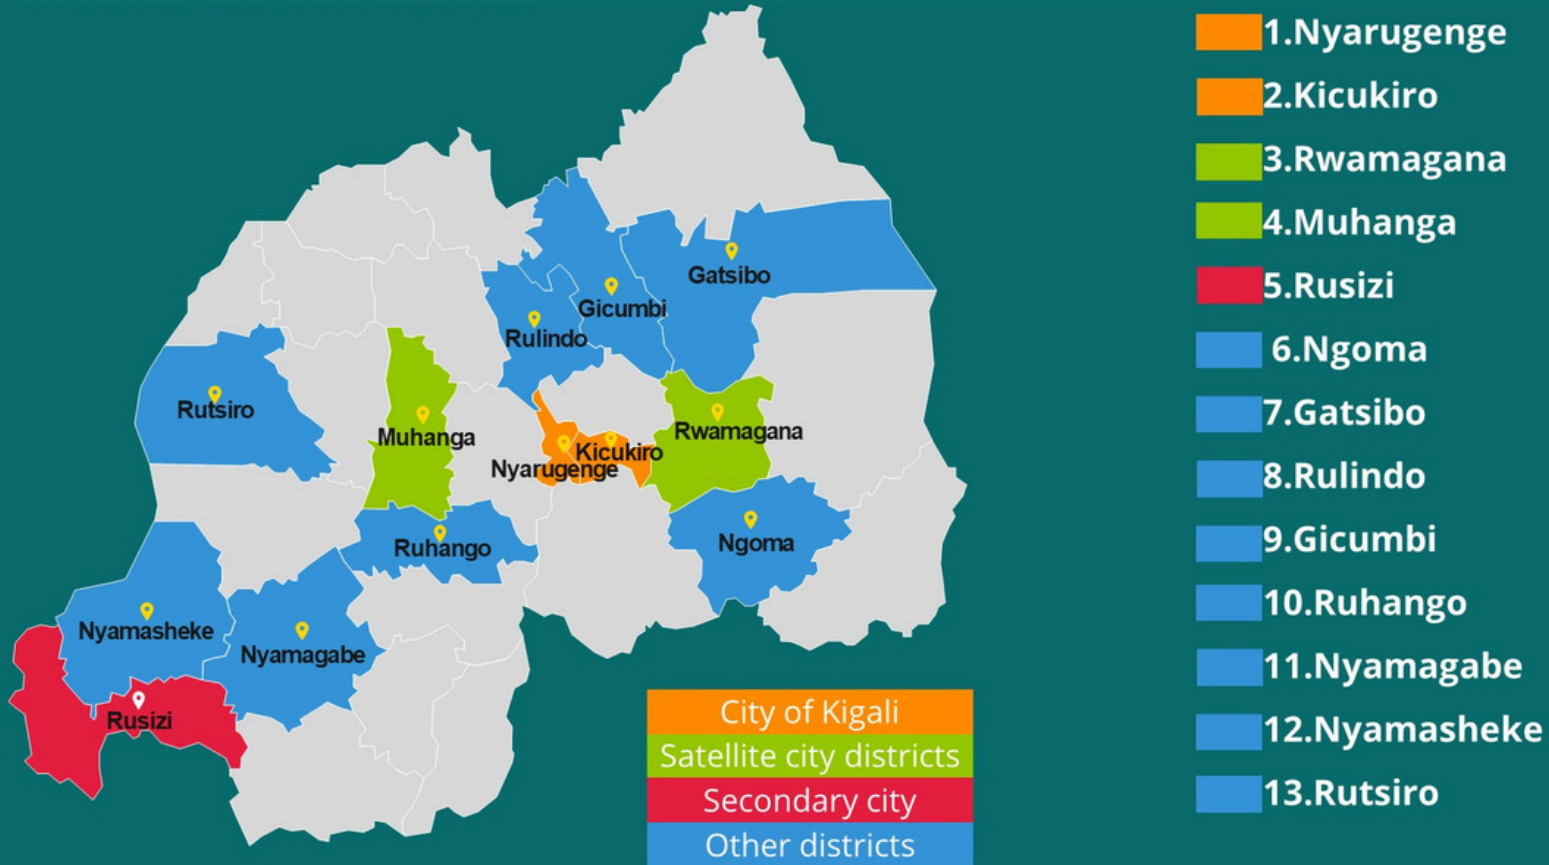 Gatsibo
Gicumbi
Rulindo
Rutsiro
Muhanga
Rwamagana
Kicukiro
Nyarugenge
Ngoma
Ruhango
Nyamasheke
Nyamagabe
Rusizi
City of Kigali
Satellite city districts
Secondary city
Other districts
1.Nyarugenge
2.Kicukiro
3.Rwamagana
4.Muhanga
5.Rusizi
6.Ngoma
7.Gatsibo
8.Rulindo
9.Gicumbi
10.Ruhango
11.Nyamagabe
12.Nyamasheke
13.Rutsiro